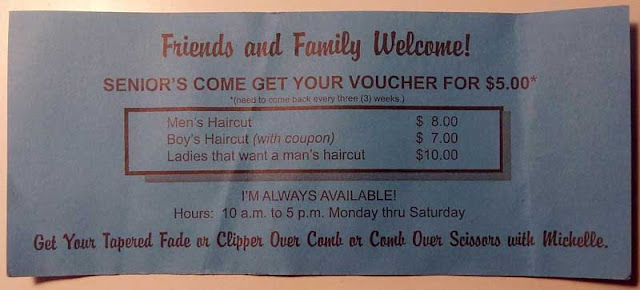 Friends and Family Welcome!
SENIOR'S COME GET YOUR VOUCHER FOR $5.00*
*(need to come back every three (3) weeks.)
Men's Haircut $ 8.00
Boy's Haircut (with coupon) $ 7.00
Ladies that want a man's haircut $10.00
I'M ALWAYS AVAILABLE!
Hours: 10 a.m. to 5 p.m. Monday thru Saturday
Get Your Tapered Fade or Clipper Over Comb or Comb Over Scissors with Michelle.